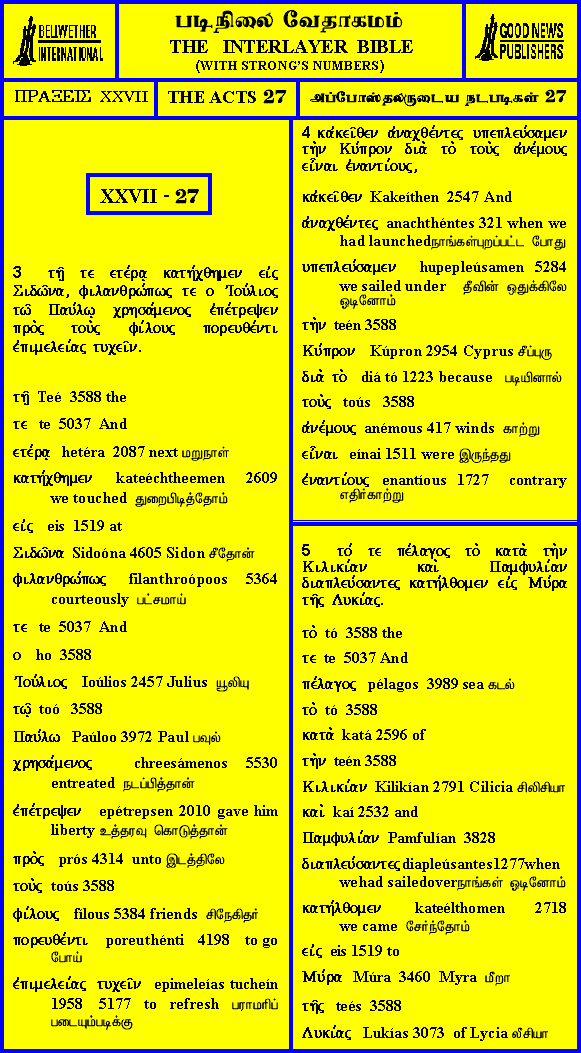 BELLWETHER
INTERNATIONAL
படிநிலை வேதாகமம்
THE INTERLAYER BIBLE
(WITH STRONG'S NUMBERS)
GOOD NEWS
PUBLISHERS
ΠΡΑΞΕΙΣ XXVII
THE ACTS 27
அப்போஸ்தலருடைய நடபடிகள் 27
XXVII - 27
3 τῇ τε ετέρᾳ κατήχθημεν είς
Σιδῶνα, φιλανθρώπως τε ο Ἰούλιος
τῶ Παύλῳ χρησάμενος ἐπέτρεψεν
πρὸς τοὺς φίλους πορευθέντι
ἐπιμελείας τυχεῖν.
τῇ Teé 3588 the
τε te 5037 And
ετέρᾳ hetéra 2087 next மறுநாள்
κατήχθημεν kateéchtheemen 2609
we touched துறைபிடித்தோம்
είς eis 1519 at
Σιδῶνα Sidoóna 4605 Sidon சீதோன்
φιλανθρώπως filanthroópoos 5364
courteously பட்சமாய்
τε te 5037 And
ο ho 3588
Ἰούλιος Ioúlios 2457 Julius யூலியு
τῶ toó 3588
Παύλω Páuloo 3972 Paul பவுல்
χρησάμενος chreesámenos 5530
entreated நடப்பித்தான்
ἐπέτρεψεν epétrepsen 2010 gave him
liberty உத்தரவு கொடுத்தான்
πρὸς prós 4314 unto இடத்திலே
τοὺς toús 3588
φίλους fílous 5384 friends சிநேகிதர்
πορευθέντι poreuthénti 4198 to go
போய்
ἐπιμελείας τυχεῖν epimeleías tucheín
1958 5177 to refresh பராமரிப்
படையும்படிக்கு
4 κἀκεῖθεν ἀναχθέντες υπεπλεύσαμεν
τὴν Κύπρον διὰ τὸ τοὺς ἀνέμους
εἶναι ἐναντίους,
κἀκεῖθεν Kakeíthen 2547 And
ἀναχθέντες anachthéntes 321 when we
had launchedநாங்கள்புறப்பட்ட போது
υπεπλεύσαμεν hupepleúsamen 5284
we sailed under தீவின் ஒதுக்கிலே
ஓடினோம்
τὴν teén 3588
Κύπρον Kúpron 2954 Cyprus சீப்புரு
διὰ τὸ diá tó 1223 because படியினால்
τοὺς toús 3588
ἀνέμους anémous 417 winds காற்று
εἶναι eínai 1511 were இருந்தது
ἐναντίους enantíous 1727 contrary
எதிர்காற்று
5 τό τε πέλαγος τὸ κατὰ τὴν
Κιλικίαν καὶ Παμφυλίαν
διαπλεύσαντες κατήλθομεν είς Μύρα
τῆς Λυκίας.
τὸ tó 3588 the
τε te 5037 And
πέλαγος pélagos 3989 sea கடல்
τὸ tó 3588
κατὰ katá 2596 of
τὴν teén 3588
Κιλικίαν Kilikían 2791 Cilicia சிலிசியா
καὶ kaí 2532 and
Παμφυλίαν Pamfulían 3828
διαπλεύσαντες diapleúsantes1277when
wehad sailedoverநாங்கள் ஓடினோம்
κατήλθομεν kateélthomen 2718
we came சேர்ந்தோம்
είς eis 1519 to
Μύρα Múra 3460 Myra மீறா
τῆς teés 3588
Λυκίας Lukías 3073 of Lycia லீசியா